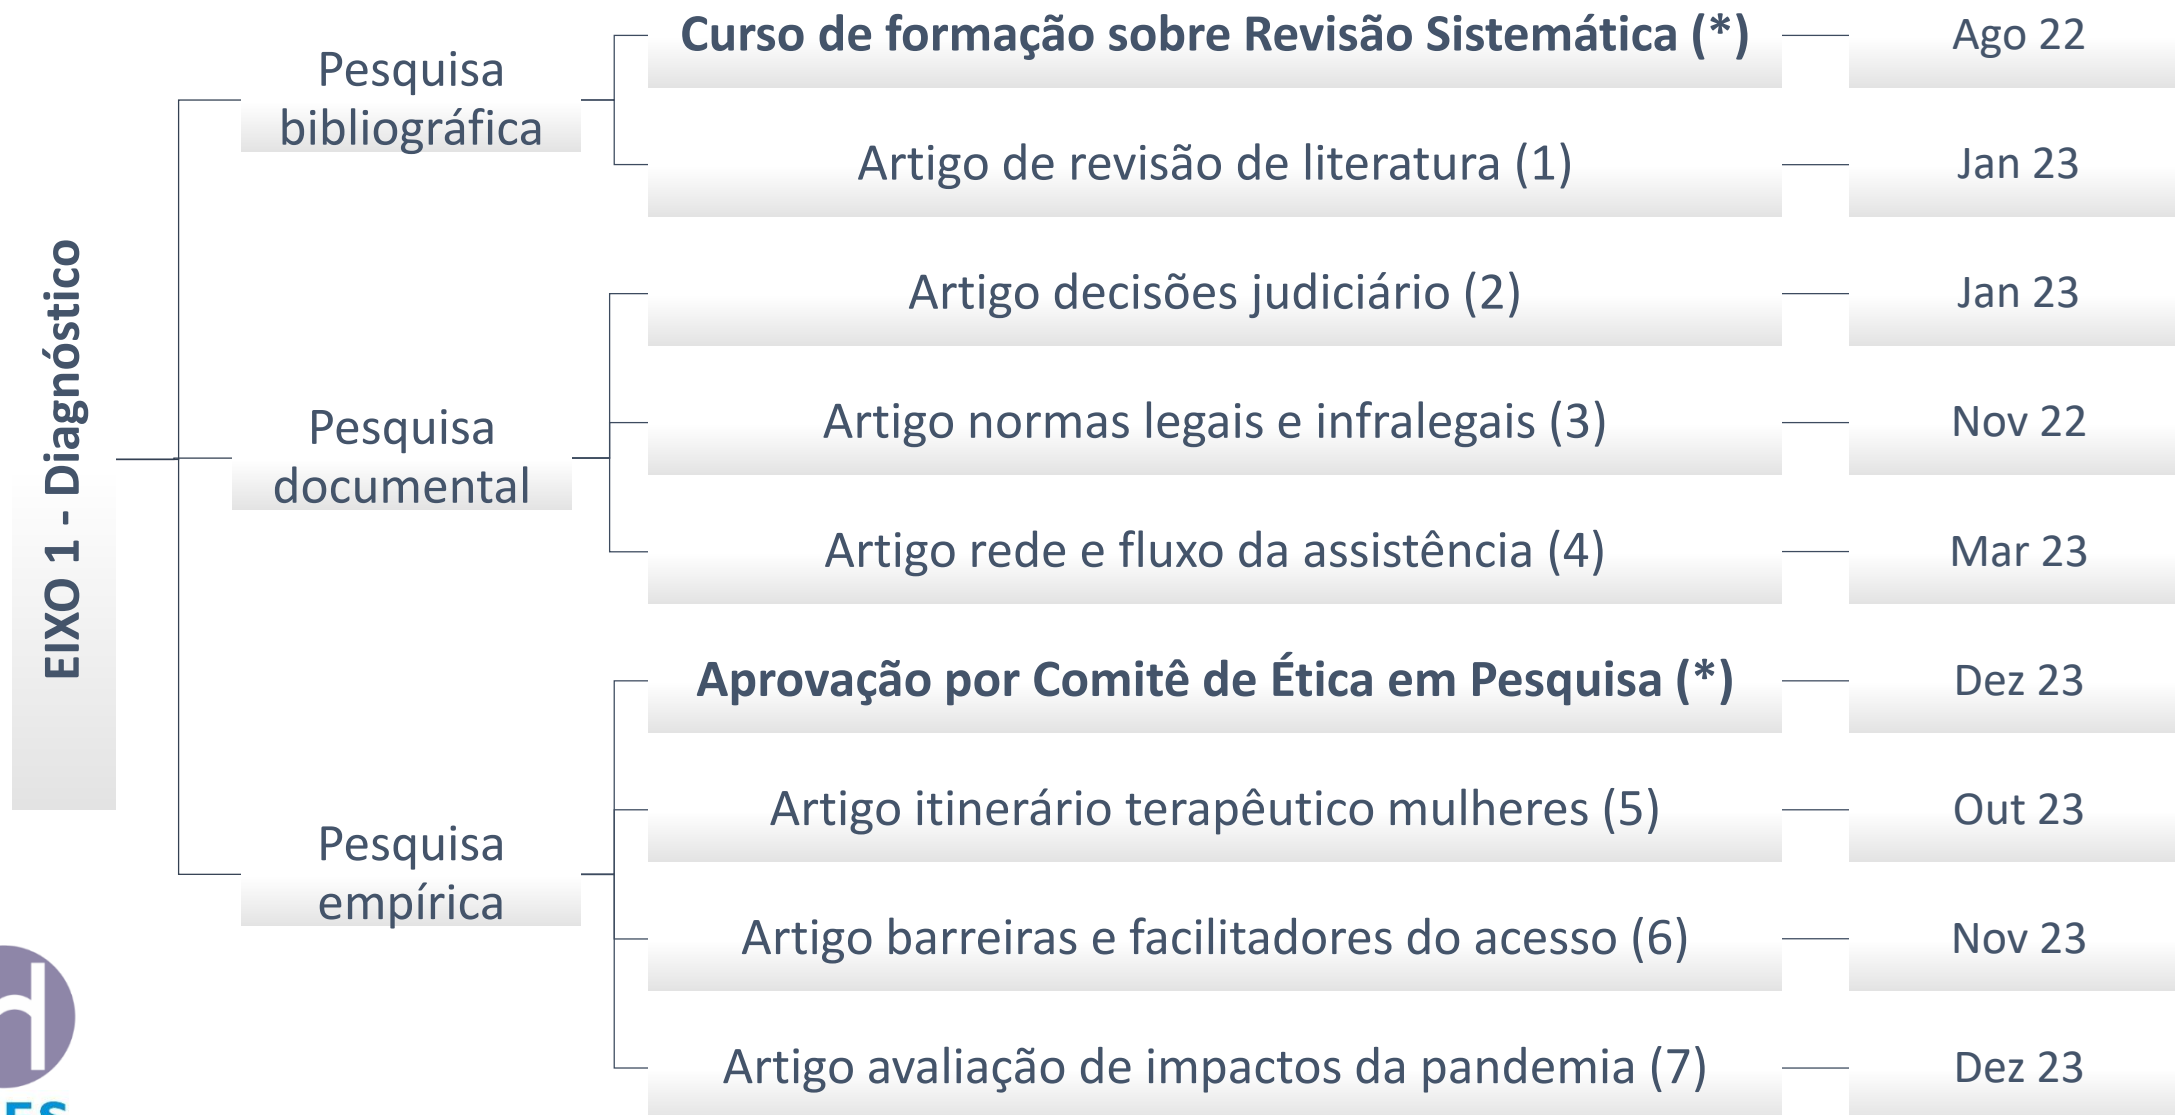 EIXO 1 - Diagnóstico
Pesquisa
bibliográfica
Curso de formação sobre Revisão Sistemática (*)
Ago 22
Artigo de revisão de literatura (1)
Jan 23
Pesquisa
documental
Artigo decisões judiciário (2)
Jan 23
Artigo normas legais e infralegais (3)
Nov 22
Artigo rede e fluxo da assistência (4)
Mar 23
Pesquisa
empírica
Aprovação por Comitê de Ética em Pesquisa (*)
Dez 23
Artigo itinerário terapêutico mulheres (5)
Out 23
Artigo barreiras e facilitadores do acesso (6)
Nov 23
Artigo avaliação de impactos da pandemia (7)
Dez 23